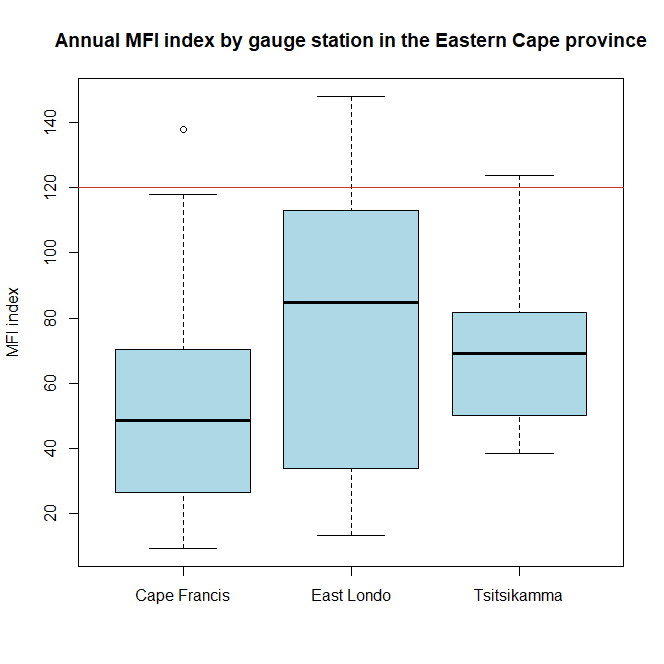 Annual MFI index by gauge station in the Eastern Cape province
MFI index
140
120
100
80
60
40
20
Cape Francis
East Londo
Tsitsikamma